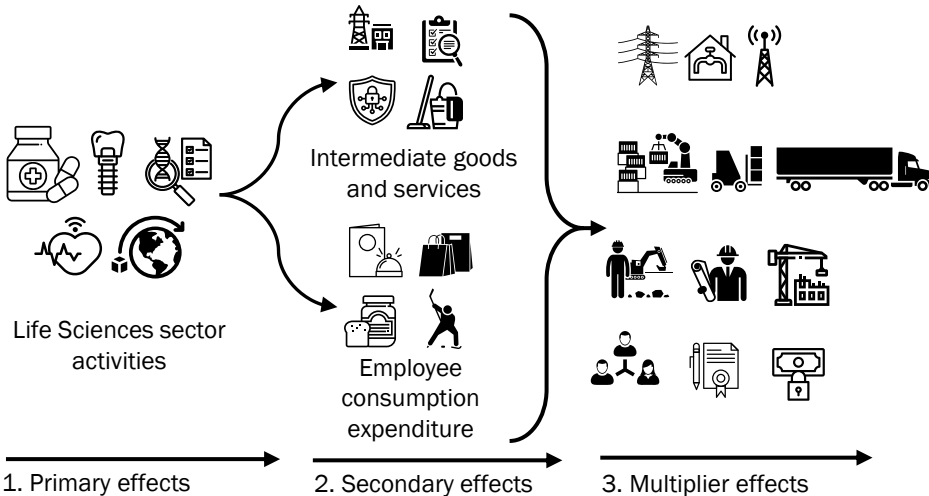 Intermediate goods
and services
Life Sciences sector
activities
Employee
consumption
expenditure
1. Primary effects
2. Secondary effects
3. Multiplier effects